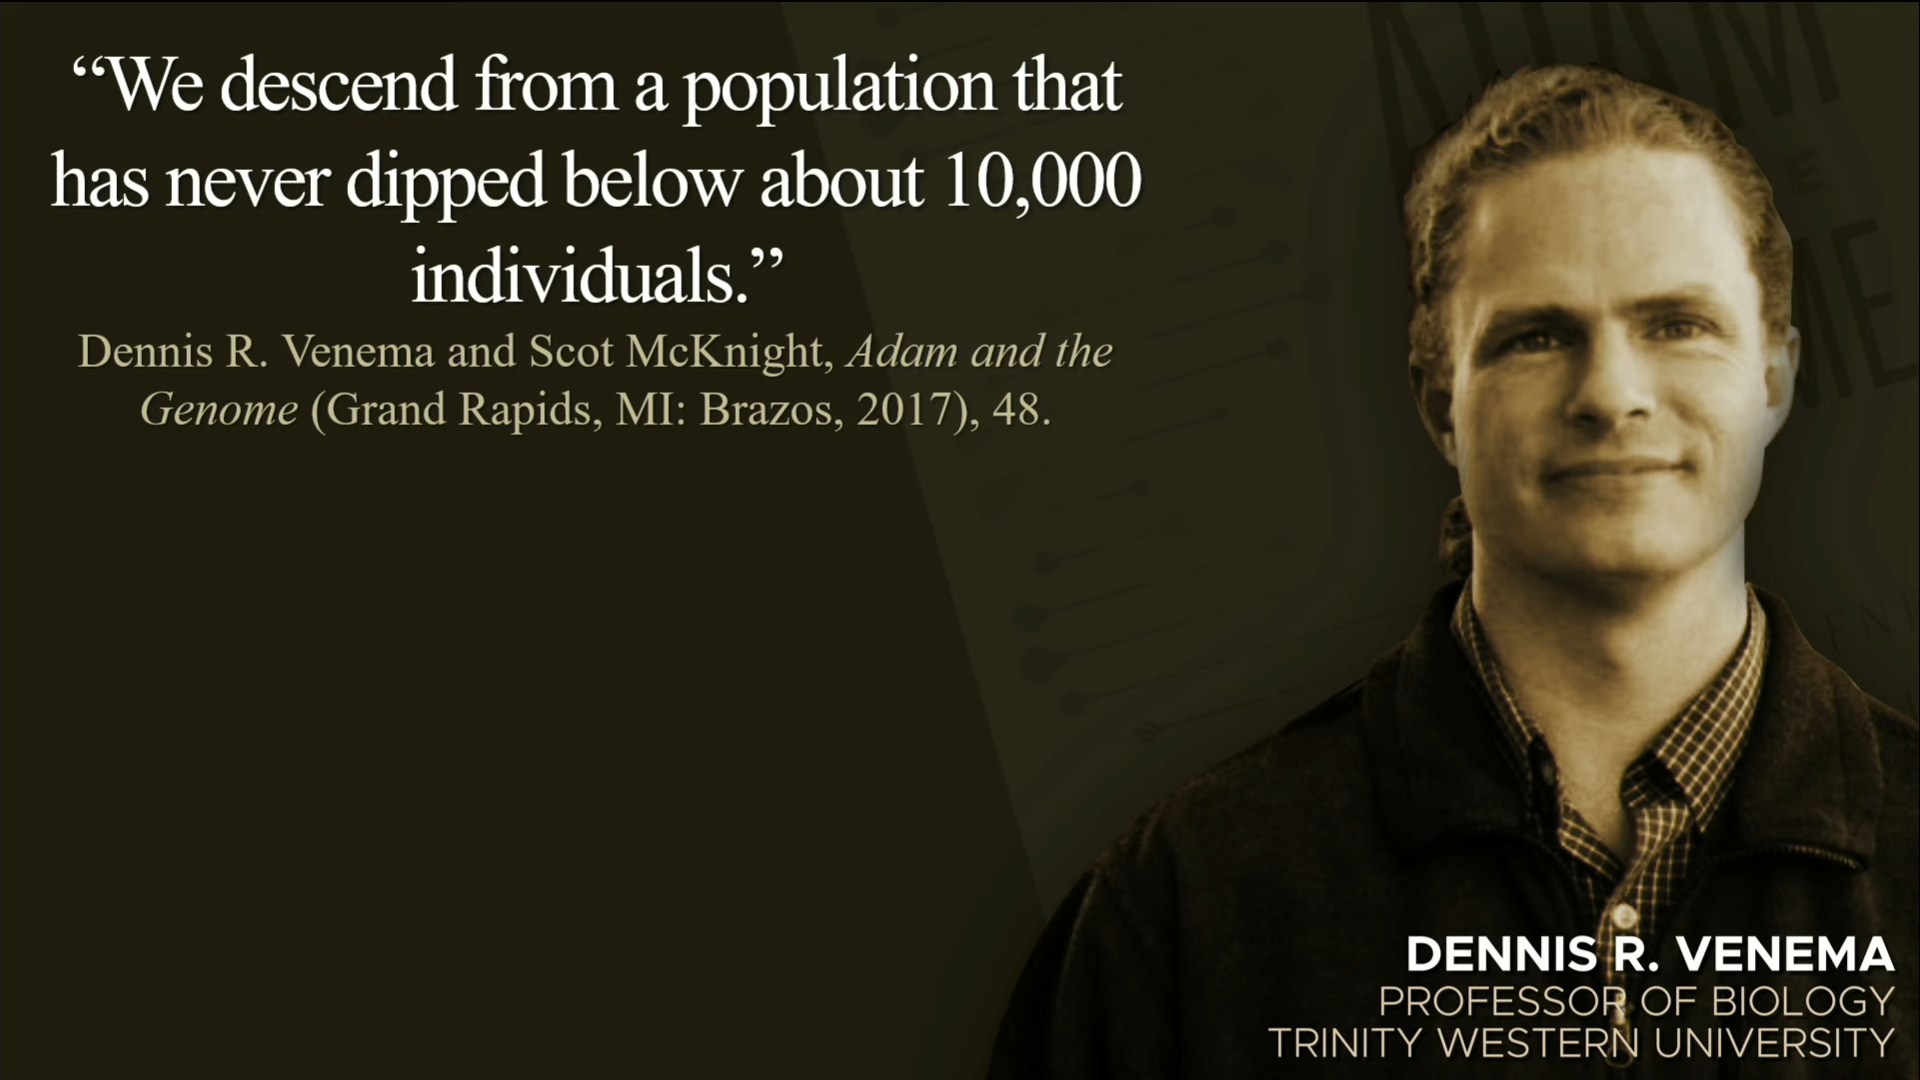 “We descend from a population that
has never dipped below about 10,000
individuals.”
Dennis R. Venema and Scot McKnight, Adam and the
Genome (Grand Rapids, MI: Brazos, 2017), 48.
DENNIS R. VENEMA
PROFESSOR OF BIOLOGY
TRINITY WESTERN UNIVERSITY